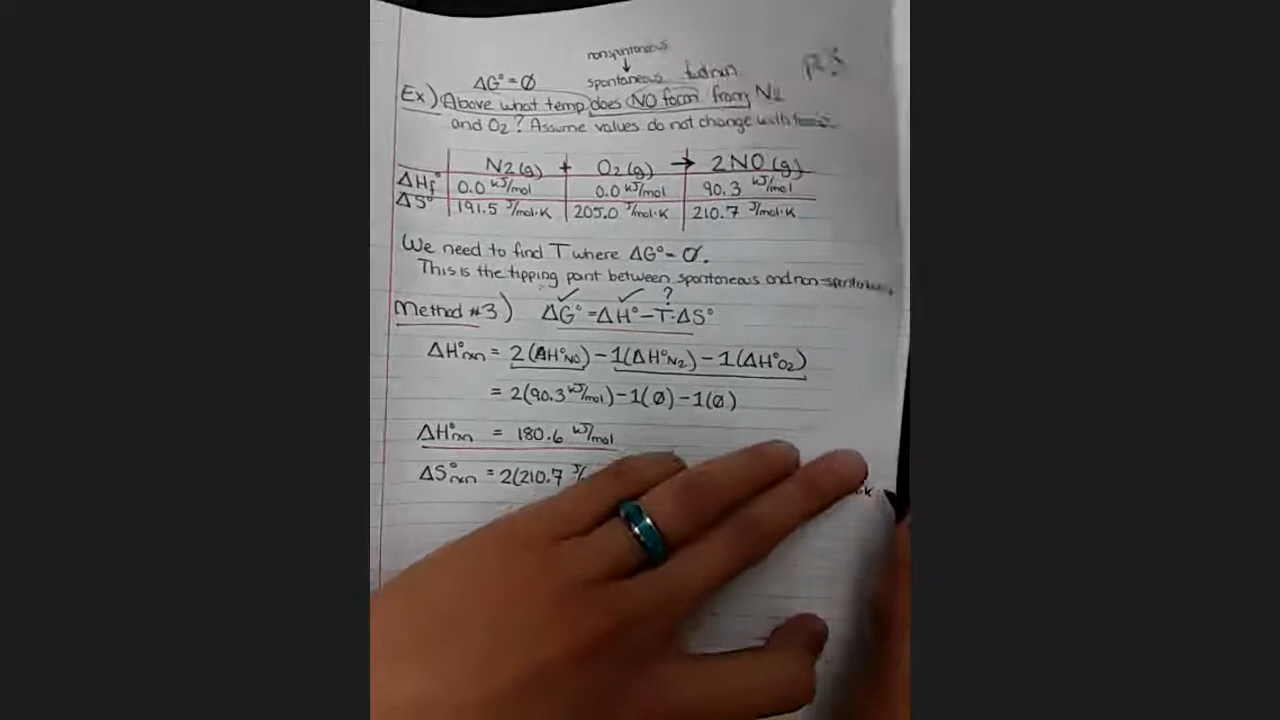 nonspontaneous
↓
ΔG° = Ø spontaneous fwd rxn
Ex) Above what temp does NO form from N2
and O2? Assume values do not change with
N2(g) + O2(g) → 2NO(g)
ΔHf° 0.0 kJ/mol 0.0 kJ/mol 90.3 kJ/mol
ΔS° 191.5 J/mol·K 205.0 J/mol·K 210.7 J/mol·K
We need to find T where ΔG° = Ø.
This is the tipping point between spontaneous and non-spontaneous.
✓ ✓ ?
Method #3) ΔG° = ΔH° - T·ΔS°
ΔH°rxn = 2(ΔH°NO) - 1(ΔH°N2) - 1(ΔH°O2)
= 2(90.3 kJ/mol) - 1(Ø) - 1(Ø)
ΔH°rxn = 180.6 kJ/mol
ΔS°rxn = 2(210.7 J/